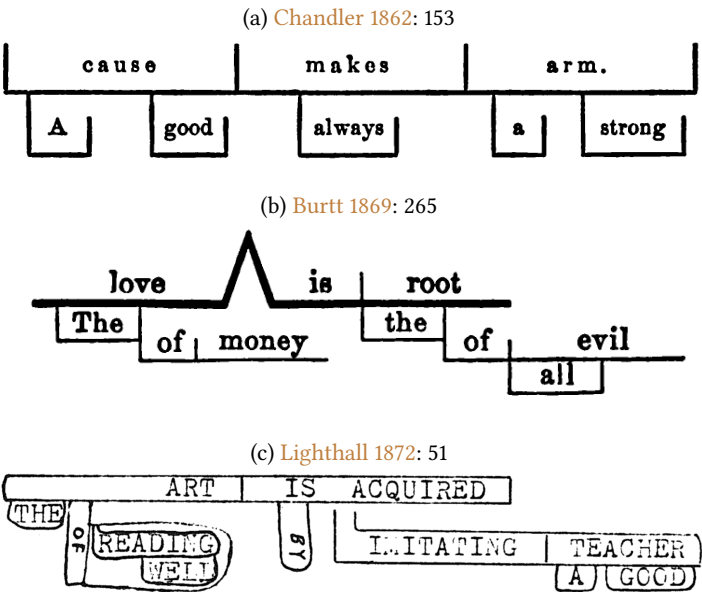 (a) Chandler 1862: 153
cause makes arm.
A good always a strong
(b) Burtt 1869: 265
love is root
The the
of money of evil
all
(c) Lighthall 1872: 51
ART IS ACQUIRED
THE
OF BY
READING IMITATING TEACHER
WELL A GOOD